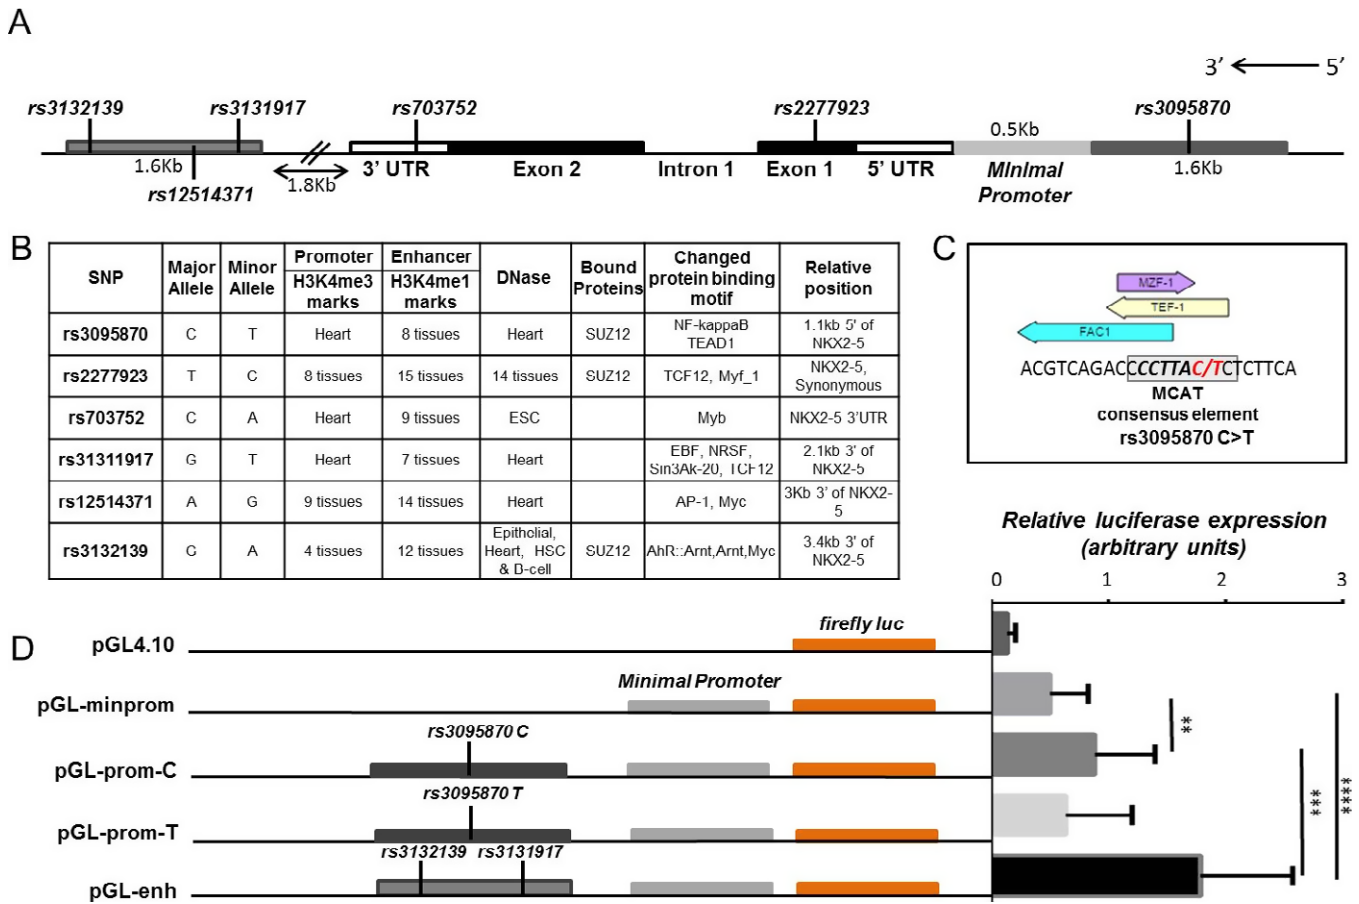 A
3’ 5’
rs3132139 rs3131917 rs703752 rs2277923 rs3095870
0.5Kb
1.6Kb 1.8Kb 3’ UTR Exon 2 Intron 1 Exon 1 5’ UTR Minimal Promoter 1.6Kb
rs12514371
B
SNP Major Allele Minor Allele Promoter Enhancer DNase Bound Proteins Changed protein binding motif Relative position
H3K4me3 marks H3K4me1 marks
rs3095870 C T Heart 8 tissues Heart SUZ12 NF-kappaB TEAD1 1.1kb 5' of NKX2-5
rs2277923 T C 8 tissues 15 tissues 14 tissues SUZ12 TCF12, Myf_1 NKX2-5, Synonymous
rs703752 C A Heart 9 tissues ESC Myb NKX2-5 3'UTR
rs31311917 G T Heart 7 tissues Heart EBF, NRSF, Sin3Ak-20, TCF12 2.1kb 3' of NKX2-5
rs12514371 A G 9 tissues 14 tissues Heart AP-1, Myc 3Kb 3' of NKX2-5
rs3132139 C A 4 tissues 12 tissues Epitholial, Heart, HSC & B-cell SUZ12 AhR::Arnt,Arnt,Myc 3.4kb 3' of NKX2-5
C
MZF-1
TEF-1
FAC1
ACGTCAGACCCCTTAC/TCTCTTCA
MCAT
consensus element
rs3095870 C>T
D
Relative luciferase expression
(arbitrary units)
0 1 2 3
pGL4.10 firefly luc
pGL-minprom Minimal Promoter
pGL-prom-C rs3095870 C
pGL-prom-T rs3095870 T
pGL-enh rs3132139 rs3131917
**
***
****